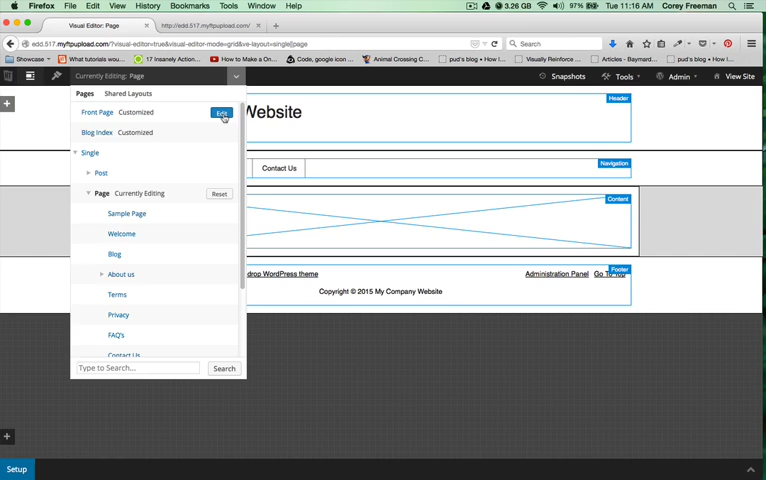 Firefox File Edit View History Bookmarks Tools Window Help 3.26 GB 97% Tue 11:16 AM Corey Freeman
Visual Editor: Page × http://edd.517.myftpupload.com/ × +
edd.517.myftpupload.com/?visual-editor=true&visual-editor-mode=grid&ve-layout=single||page Search
Showcase What tutorials wou... 17 Insanely Action... How to Make a Goo... Animal Crossing C... Code, google icon f... pud's blog • How I... Visually Reinforce ... Articles - Baymard... pud's blog • How I...
Currently Editing: Page Snapshots Tools Admin View Site
Pages Shared Layouts
Front Page Customized Edit
Blog Index Customized
Single
Post
Page Currently Editing Reset
Sample Page
Welcome
Blog
About us
Terms
Privacy
FAQ's
Contact Us
Type to Search... Search
Website Header
Contact Us Navigation
Content
drop WordPress theme Administration Panel Go To Top
Footer
Copyright © 2015 My Company Website
Setup